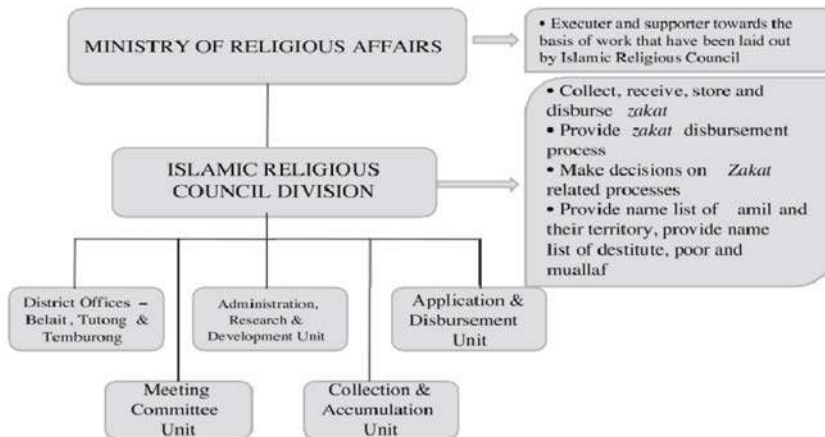 MINISTRY OF RELIGIOUS AFFAIRS
• Executer and supporter towards the
basis of work that have been laid out
by Islamic Religious Council
ISLAMIC RELIGIOUS
COUNCIL DIVISION
• Collect, receive, store and
disburse zakat
• Provide zakat disbursement
process
• Make decisions on Zakat
related processes
• Provide name list of amil and
their territory, provide name
list of destitute, poor and
muallaf
District Offices –
Belait, Tutong &
Temburong
Administration,
Research &
Development Unit
Application &
Disbursement
Unit
Meeting
Committee
Unit
Collection &
Accumulation
Unit